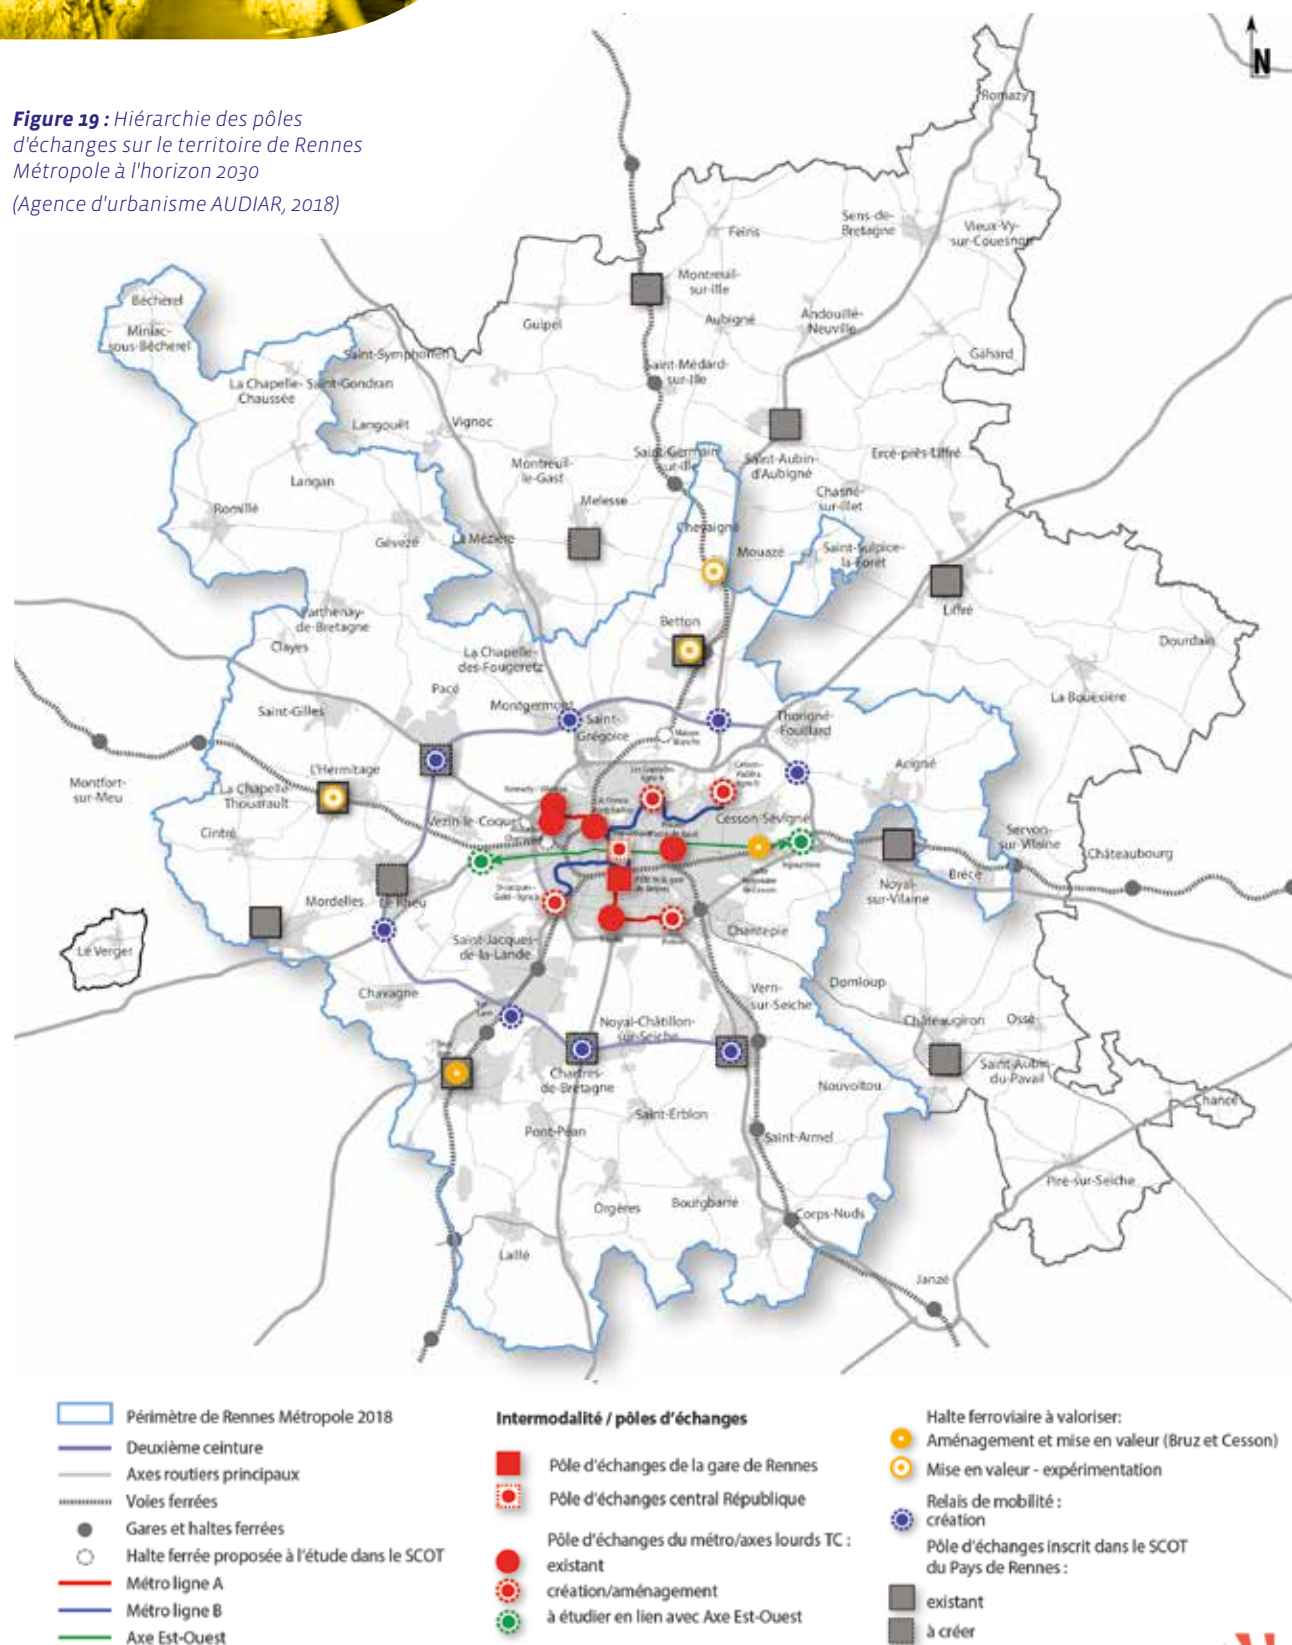 Figure 19 : Hiérarchie des pôles
d'échanges sur le territoire de Rennes
Métropole à l'horizon 2030
(Agence d'urbanisme AUDIAR, 2018)
N
Romazy
Sens-de-
Bretagne
Vieux-Vy-
sur-Couesnon
Feins
Montreuil-
sur-Ille
Bécherel
Miniac-
sous-Bécherel
Guipel
Aubigné
Andouillé-
Neuville
Gahard
Saint-Symphorien
Saint-Médard-
sur-Ille
La Chapelle-
Chaussée
Saint-Gondran
Langouët
Vignoc
Saint-Germain
sur-Ille
Saint-Aubin-
d'Aubigné
Ercé-près-Liffré
Montreuil-
le-Gast
Langan
Melesse
Chasné-
sur-Illet
Romillé
Chevaigné
Gévezé
La Mézière
Mouazé
Saint-Sulpice-
la-Forêt
Liffré
Parthenay-
de-Bretagne
Betton
Dourdain
Clayes
La Chapelle-
des-Fougeretz
La Bouëxière
Pacé
Saint-Gilles
Montgermont
Saint-
Grégoire
Maison
Blanche
Thorigné-
Fouillard
Acigné
L'Hermitage
Montfort-
sur-Meu
La Chapelle-
Thouarault
Cintré
Vezin-le-Coquet
Cesson-Sévigné
Servon-
sur-Vilaine
Châteaubourg
Brécé
Noyal-
sur-Vilaine
Mordelles
Le Rheu
Le Verger
Saint-Jacques-
de-la-Lande
Chantepie
Chavagne
Vern-
sur-Seiche
Domloup
Noyal-Châtillon-
sur-Seiche
Châteaugiron
Ossé
Chartres-
de-Bretagne
Saint-Aubin-
du-Pavail
Nouvoitou
Chancé
Saint-Erblon
Pont-Péan
Saint-Armel
Piré-sur-Seiche
Orgères
Bourgbarré
Corps-Nuds
Laillé
Janzé
Périmètre de Rennes Métropole 2018
Deuxième ceinture
Axes routiers principaux
Voies ferrées
Gares et haltes ferrées
Halte ferrée proposée à l'étude dans le SCOT
Métro ligne A
Métro ligne B
Axe Est-Ouest
Intermodalité / pôles d'échanges
Pôle d'échanges de la gare de Rennes
Pôle d'échanges central République
Pôle d'échanges du métro/axes lourds TC :
existant
création/aménagement
à étudier en lien avec Axe Est-Ouest
Halte ferroviaire à valoriser:
Aménagement et mise en valeur (Bruz et Cesson)
Mise en valeur - expérimentation
Relais de mobilité :
création
Pôle d'échanges inscrit dans le SCOT
du Pays de Rennes :
existant
à créer